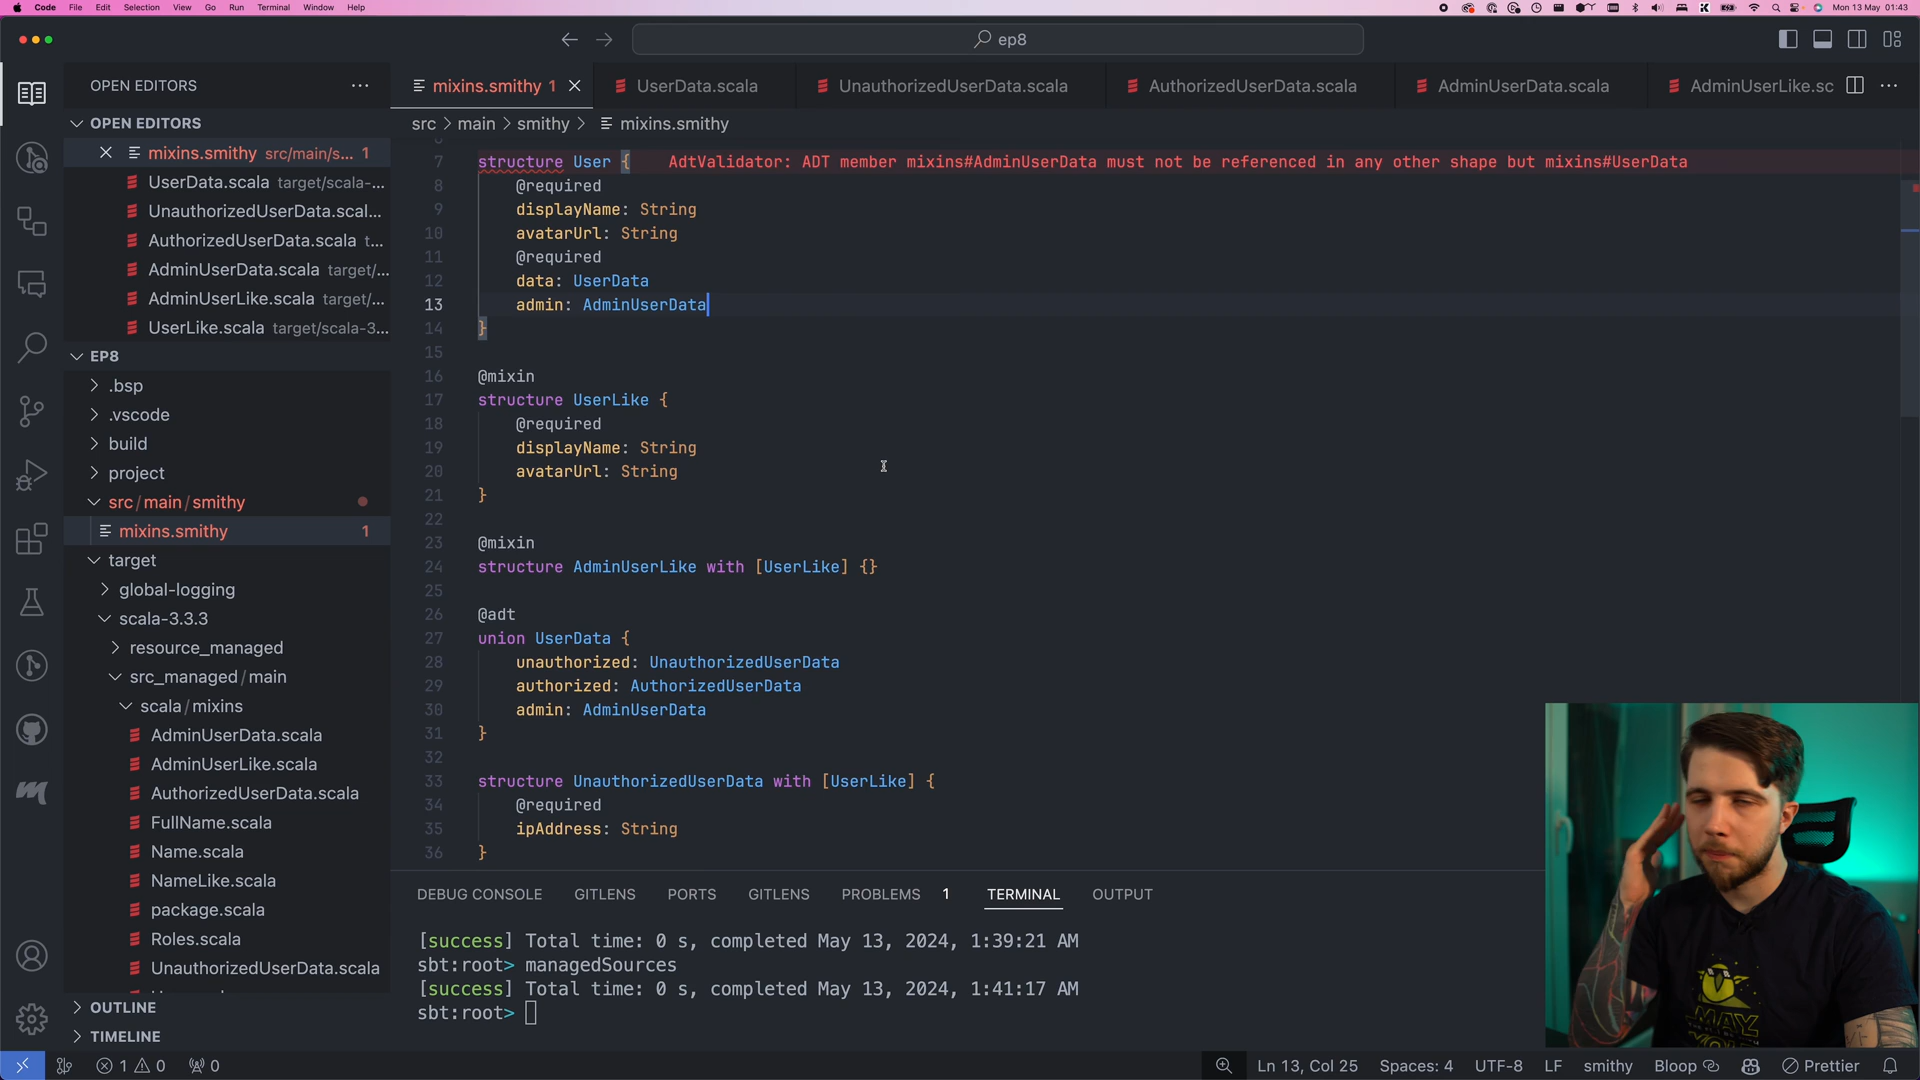 Code File Edit Selection View Go Run Terminal Window Help
Mon 13 May 01:43
ep8
OPEN EDITORS
mixins.smithy 1
UserData.scala
UnauthorizedUserData.scala
AuthorizedUserData.scala
AdminUserData.scala
AdminUserLike.sc
OPEN EDITORS
src > main > smithy > mixins.smithy
mixins.smithy src/main/s... 1
UserData.scala target/scala-...
UnauthorizedUserData.scal...
AuthorizedUserData.scala t...
AdminUserData.scala target/...
AdminUserLike.scala target/...
UserLike.scala target/scala-3...
EP8
.bsp
.vscode
build
project
src/main/smithy
mixins.smithy 1
target
global-logging
scala-3.3.3
resource_managed
src_managed/main
scala/mixins
AdminUserData.scala
AdminUserLike.scala
AuthorizedUserData.scala
FullName.scala
Name.scala
NameLike.scala
package.scala
Roles.scala
UnauthorizedUserData.scala
OUTLINE
TIMELINE
7 structure User { AdtValidator: ADT member mixins#AdminUserData must not be referenced in any other shape but mixins#UserData
8 @required
9 displayName: String
10 avatarUrl: String
11 @required
12 data: UserData
13 admin: AdminUserData
14 }
15
16 @mixin
17 structure UserLike {
18 @required
19 displayName: String
20 avatarUrl: String
21 }
22
23 @mixin
24 structure AdminUserLike with [UserLike] {}
25
26 @adt
27 union UserData {
28 unauthorized: UnauthorizedUserData
29 authorized: AuthorizedUserData
30 admin: AdminUserData
31 }
32
33 structure UnauthorizedUserData with [UserLike] {
34 @required
35 ipAddress: String
36 }
DEBUG CONSOLE GITLENS PORTS GITLENS PROBLEMS 1 TERMINAL OUTPUT
[success] Total time: 0 s, completed May 13, 2024, 1:39:21 AM
sbt:root> managedSources
[success] Total time: 0 s, completed May 13, 2024, 1:41:17 AM
sbt:root>
MAY
1 0 0
Ln 13, Col 25 Spaces: 4 UTF-8 LF smithy Bloop Prettier